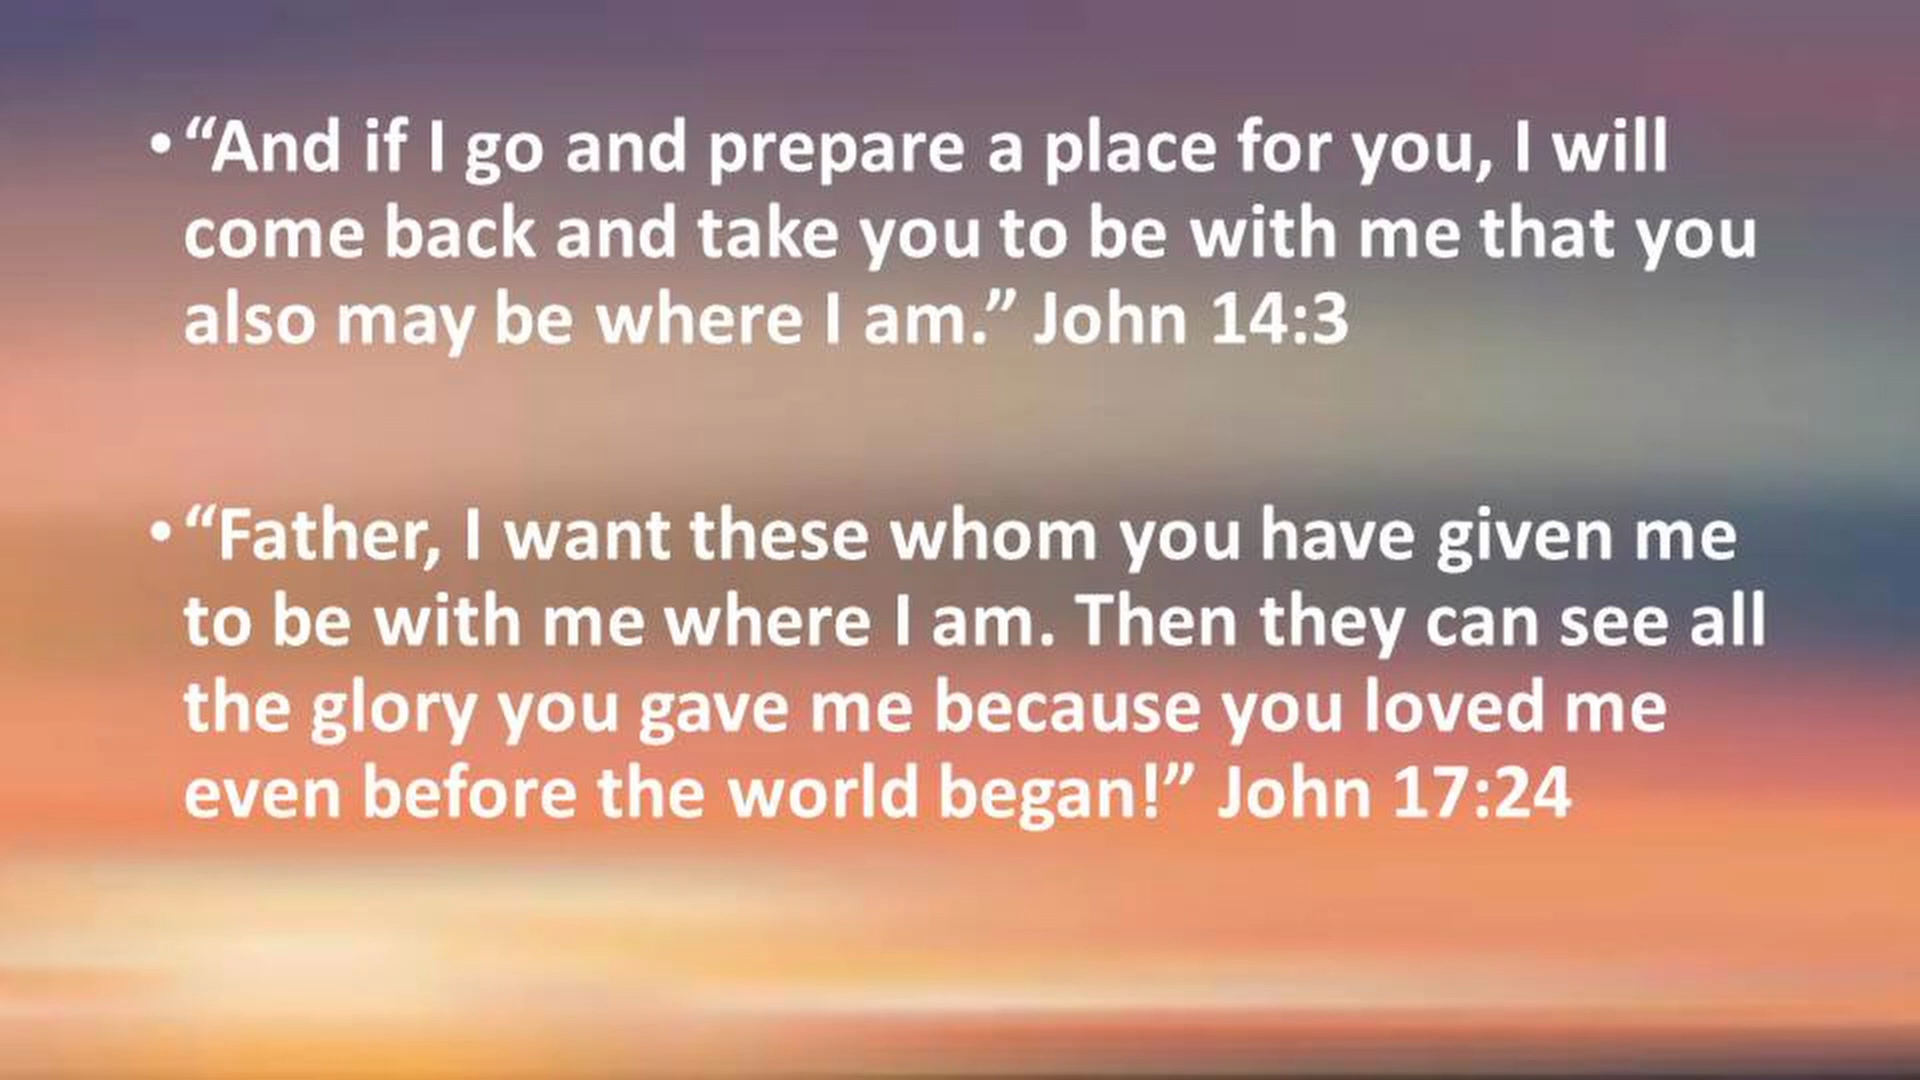 • “And if I go and prepare a place for you, I will
come back and take you to be with me that you
also may be where I am.” John 14:3
• “Father, I want these whom you have given me
to be with me where I am. Then they can see all
the glory you gave me because you loved me
even before the world began!” John 17:24